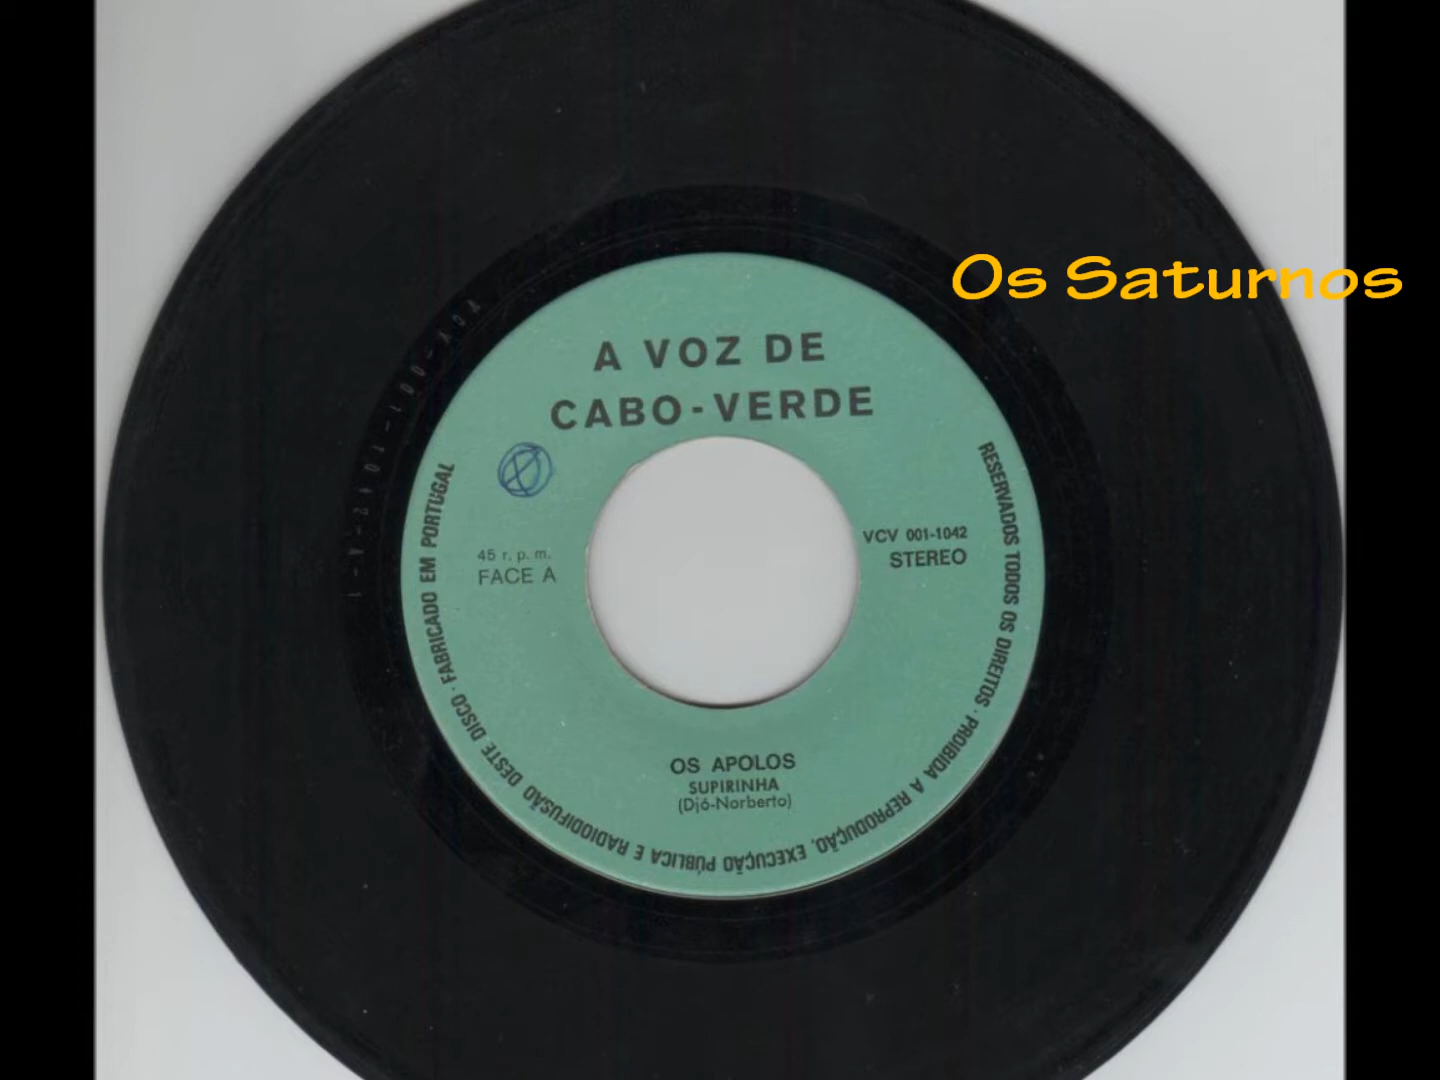 Os Saturnos
A VOZ DE
CABO-VERDE
45 r. p. m.
FACE A
VCV 001-1042
STEREO
OS APOLOS
SUPIRINHA
(Djó-Norberto)
RESERVADOS TODOS OS DIREITOS · PROIBIDA A REPRODUÇÃO, EXECUÇÃO PÚBLICA E RADIODIFUSÃO DESTE DISCO · FABRICADO EM PORTUGAL